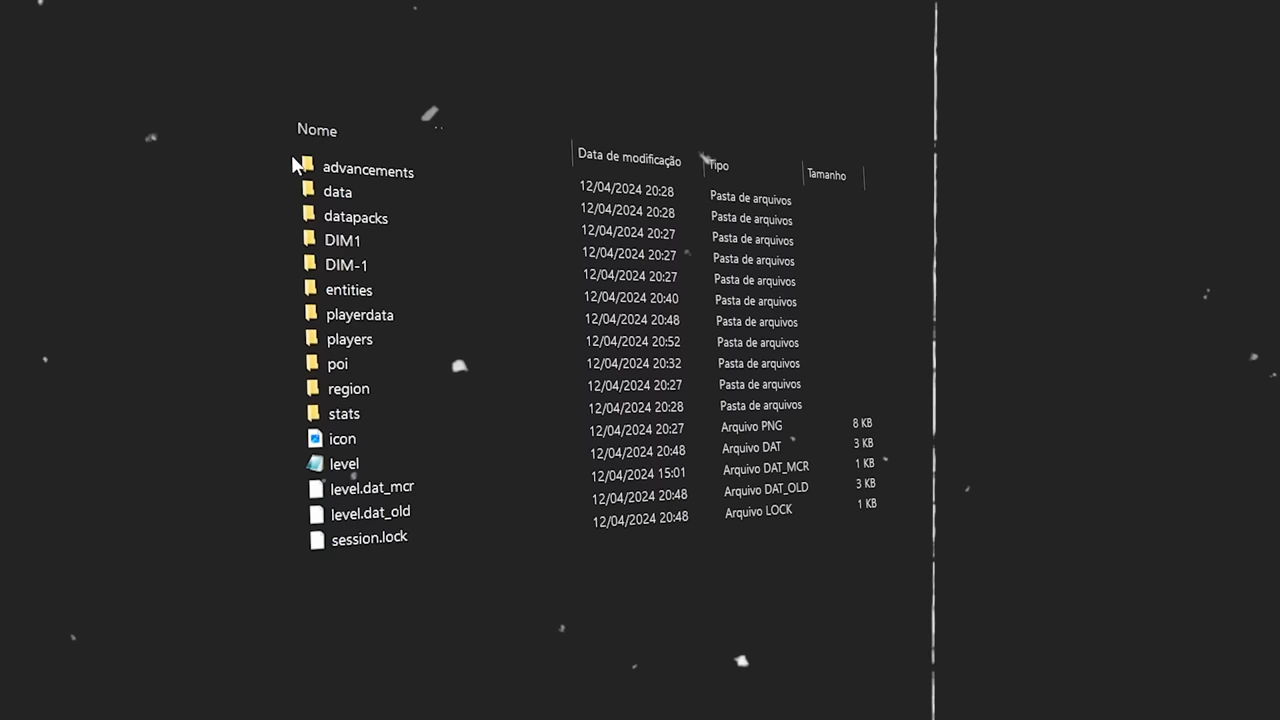 Nome Data de modificação Tipo Tamanho
advancements 12/04/2024 20:28 Pasta de arquivos
data 12/04/2024 20:28 Pasta de arquivos
datapacks 12/04/2024 20:27 Pasta de arquivos
DIM1 12/04/2024 20:27 Pasta de arquivos
DIM-1 12/04/2024 20:27 Pasta de arquivos
entities 12/04/2024 20:40 Pasta de arquivos
playerdata 12/04/2024 20:48 Pasta de arquivos
players 12/04/2024 20:52 Pasta de arquivos
poi 12/04/2024 20:32 Pasta de arquivos
region 12/04/2024 20:27 Pasta de arquivos
stats 12/04/2024 20:28 Pasta de arquivos
icon 12/04/2024 20:27 Arquivo PNG 8 KB
level 12/04/2024 20:48 Arquivo DAT 3 KB
level.dat_mcr 12/04/2024 15:01 Arquivo DAT_MCR 1 KB
level.dat_old 12/04/2024 20:48 Arquivo DAT_OLD 3 KB
session.lock 12/04/2024 20:48 Arquivo LOCK 1 KB